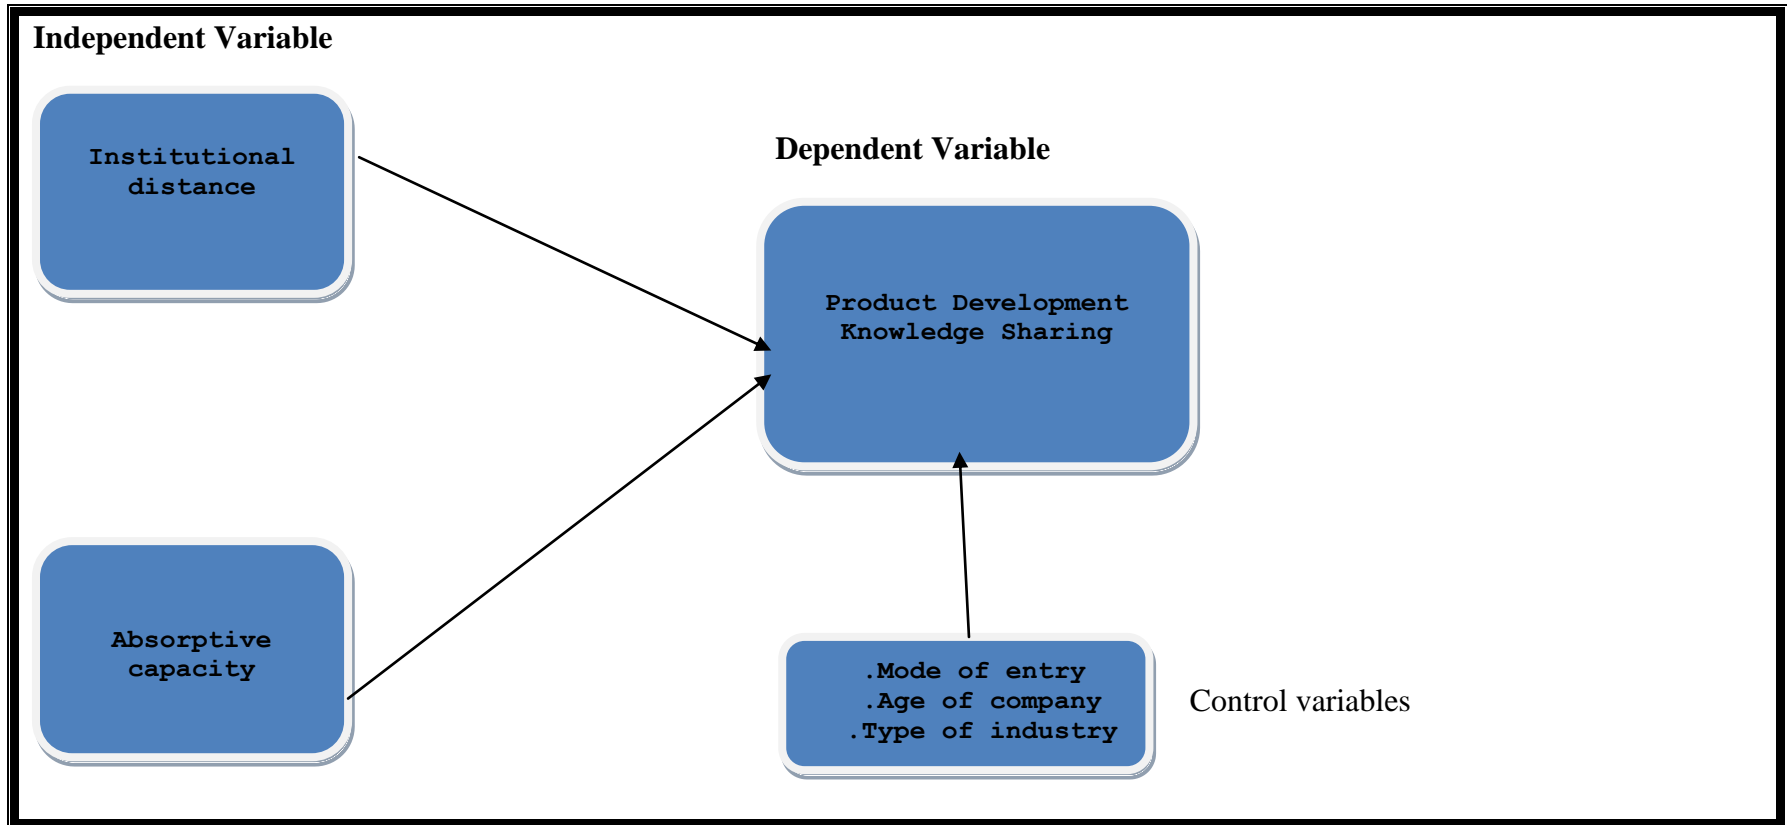 Independent Variable
Institutional
distance
Dependent Variable
Product Development
Knowledge Sharing
Absorptive
capacity
.Mode of entry
.Age of company
.Type of industry
Control variables